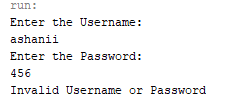 run:
Enter the Username:
ashanii
Enter the Password:
456
Invalid Username or Password